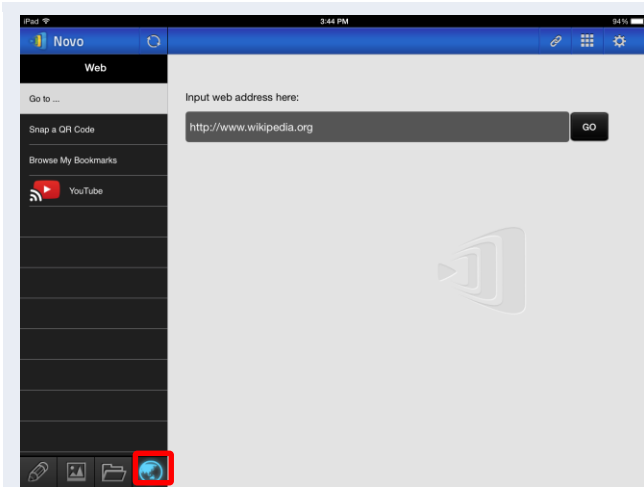 iPad 3:44 PM 94%
Novo
Web
Go to ...
Input web address here:
http://www.wikipedia.org GO
Snap a QR Code
Browse My Bookmarks
YouTube